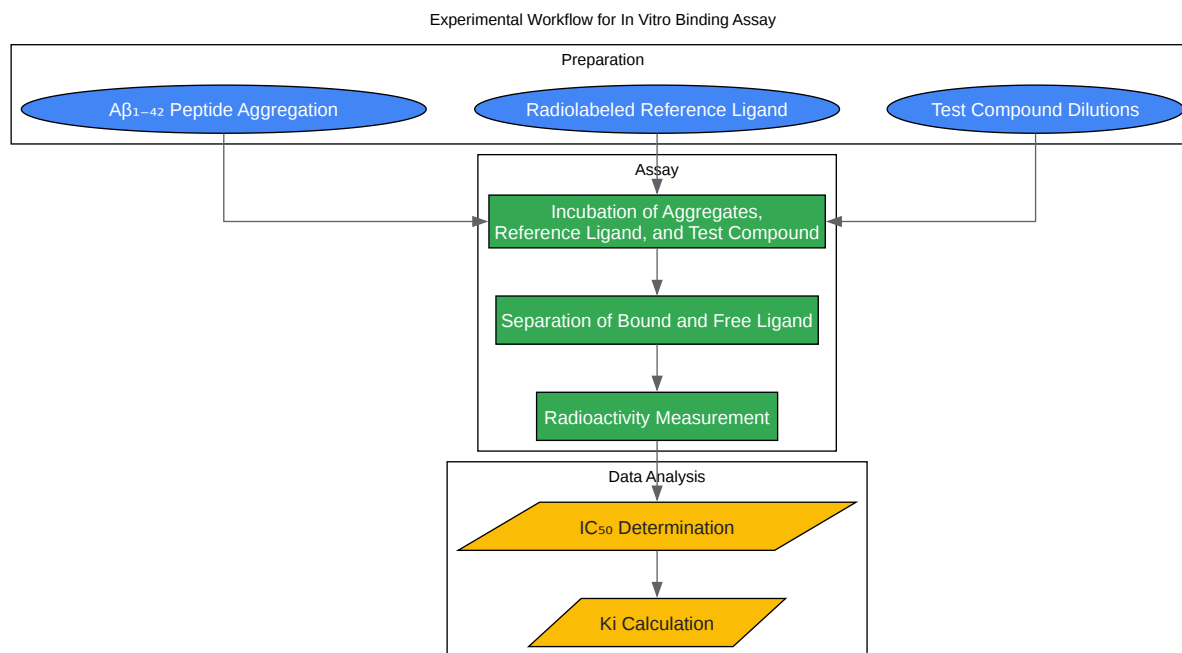 Experimental Workflow for In Vitro Binding Assay
Preparation
Aβ₁₋₄₂ Peptide Aggregation
Radiolabeled Reference Ligand
Test Compound Dilutions
Assay
Incubation of Aggregates,
Reference Ligand, and Test Compound
Separation of Bound and Free Ligand
Radioactivity Measurement
Data Analysis
IC₅₀ Determination
Ki Calculation